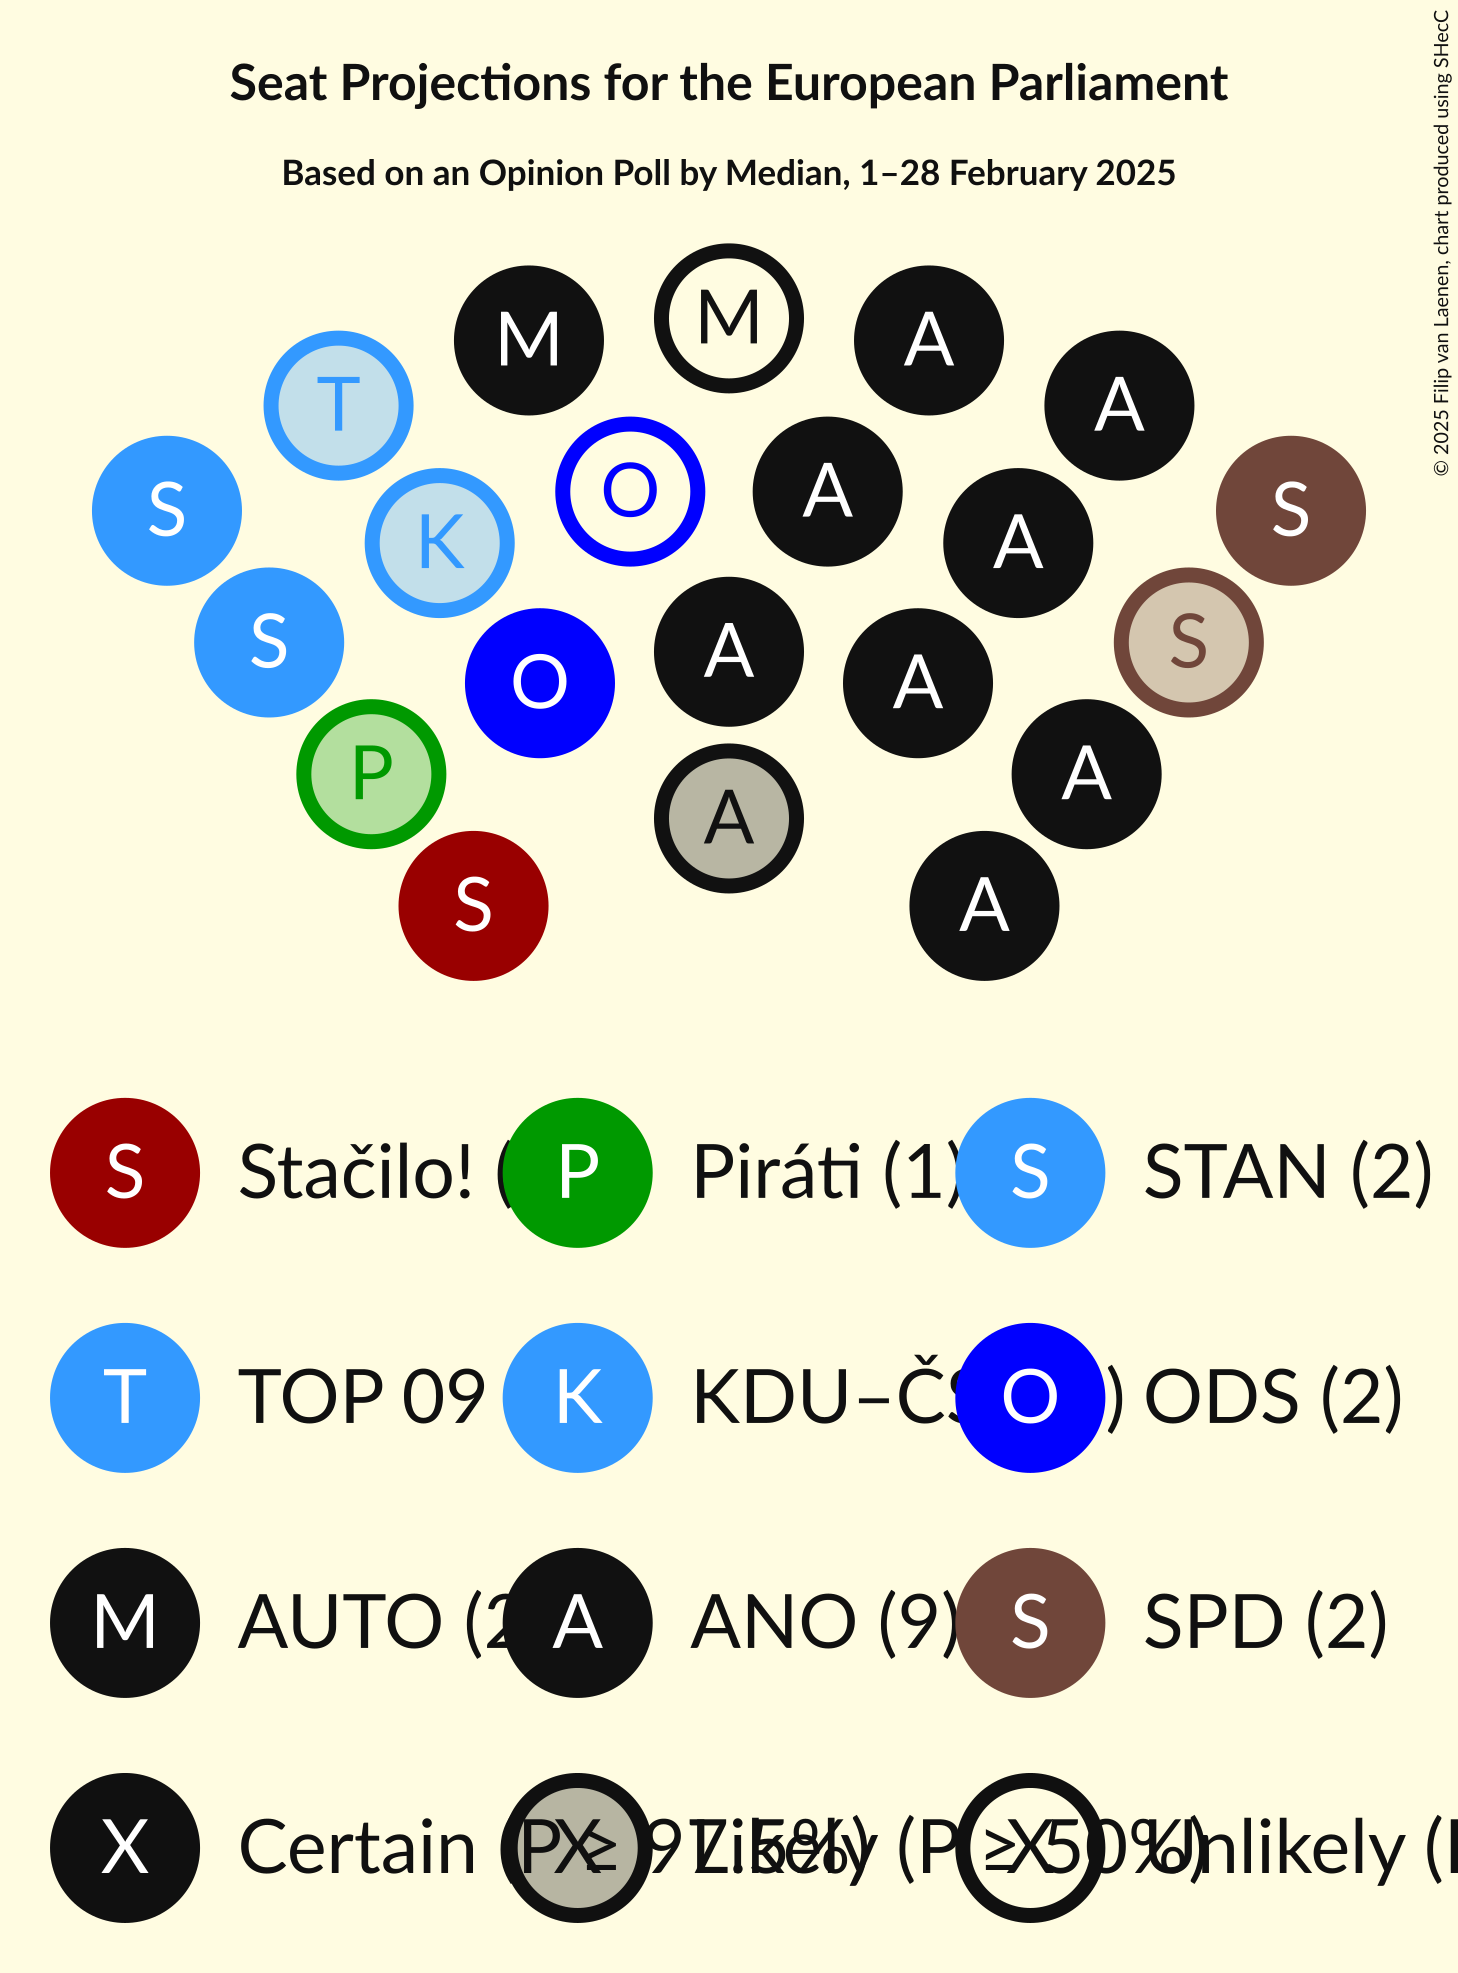 Seat Projections for the European Parliament
Based on an Opinion Poll by Median, 1–28 February 2025
© 2025 Filip van Laenen, chart produced using SHecC
M
M A
A
T
A
S
S
O
A
K
A
S
S
A
O
A
P
A
A
S
A
S Stačilo! ( P Piráti (1) S STAN (2)
T TOP 09 K KDU–ČS O ) ODS (2)
M AUTO (2 A ANO (9) S SPD (2)
X Certain (P ≥ 97.5%) X Likely (P ≥ 50%) X Unlikely (